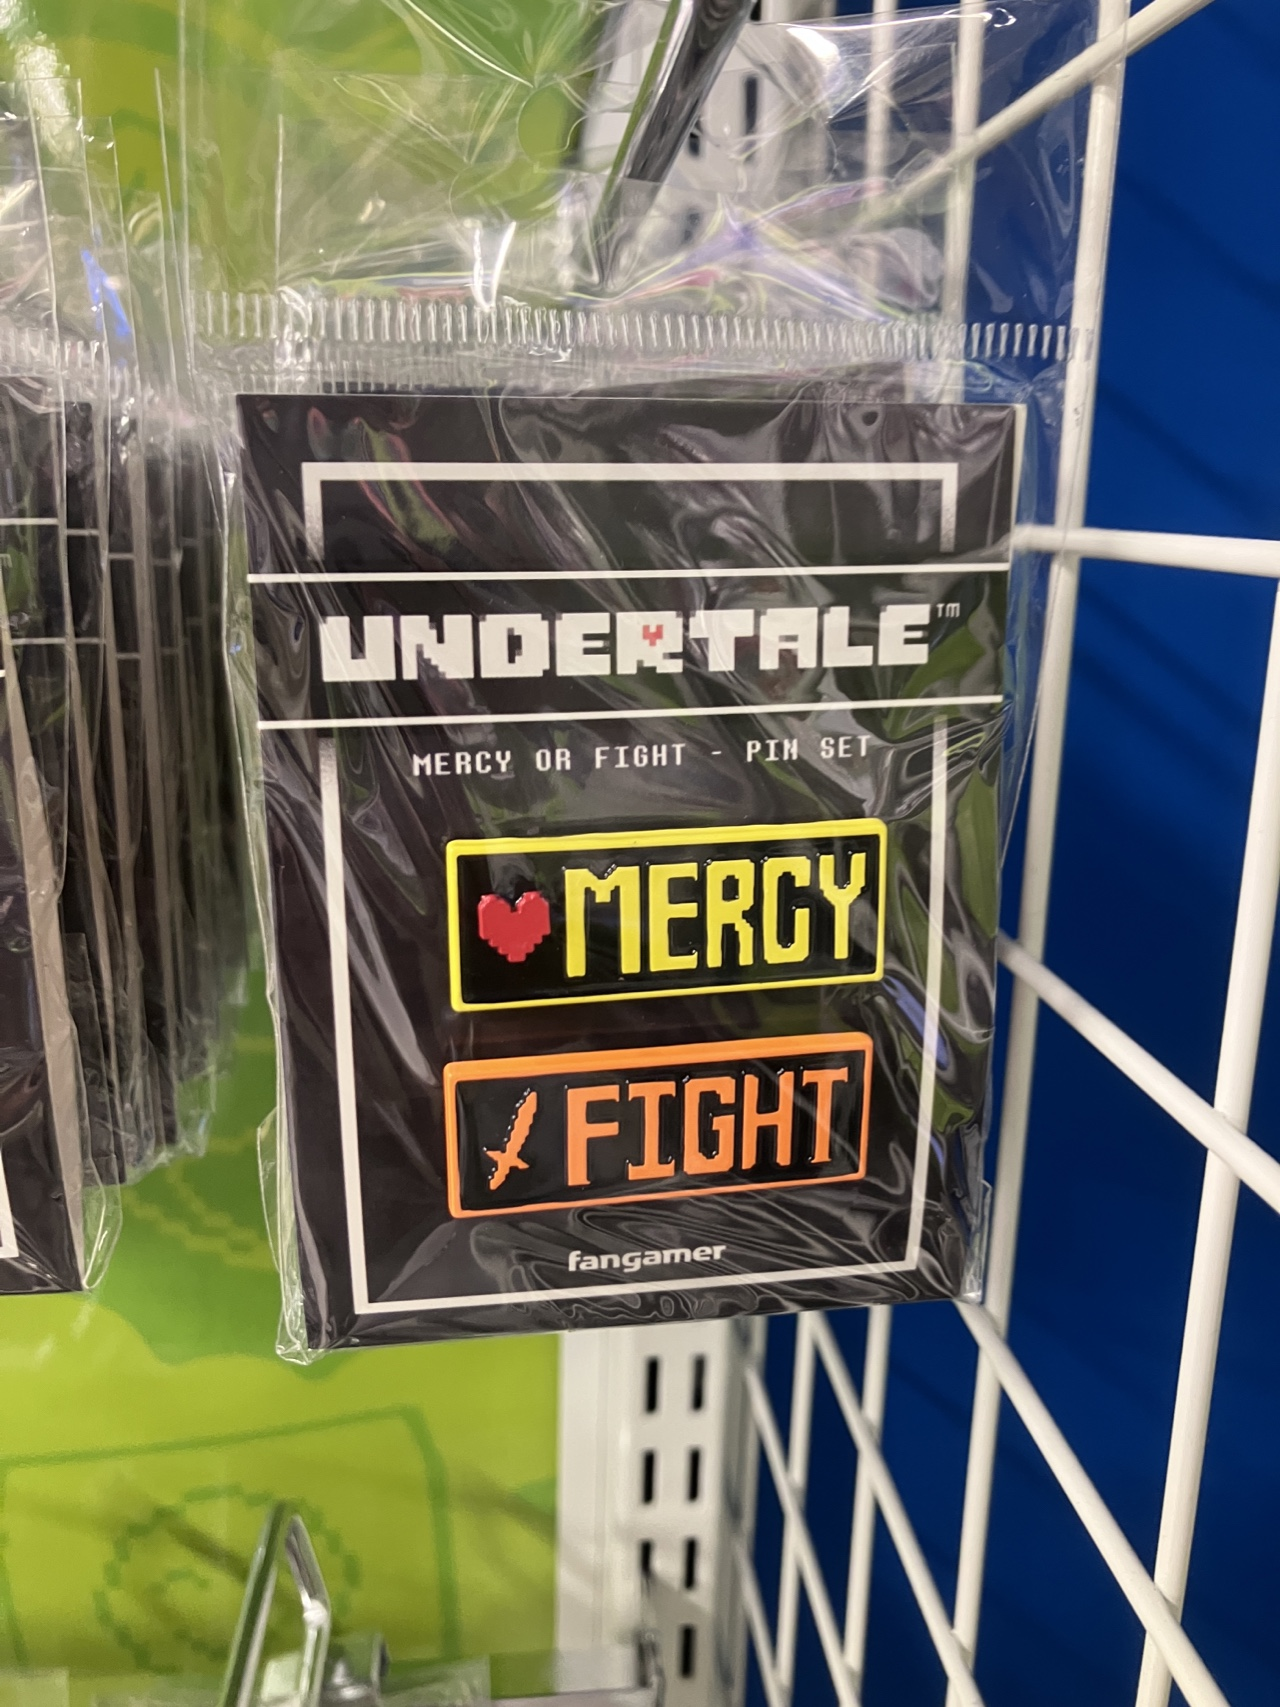 UNDERTALE™
MERCY OR FIGHT - PIN SET
MERCY
FIGHT
fangamer